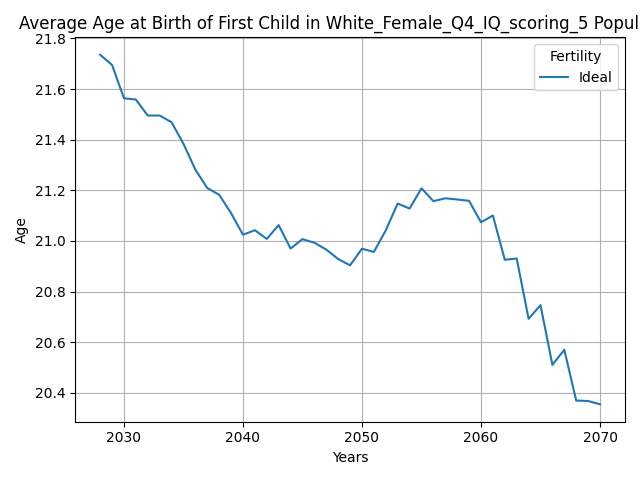 Average Age at Birth of First Child in White_Female_Q4_IQ_scoring_5 Popul
21.8
21.6
21.4
21.2
21.0
20.8
20.6
20.4
Age
Fertility
Ideal
2030 2040 2050 2060 2070
Years